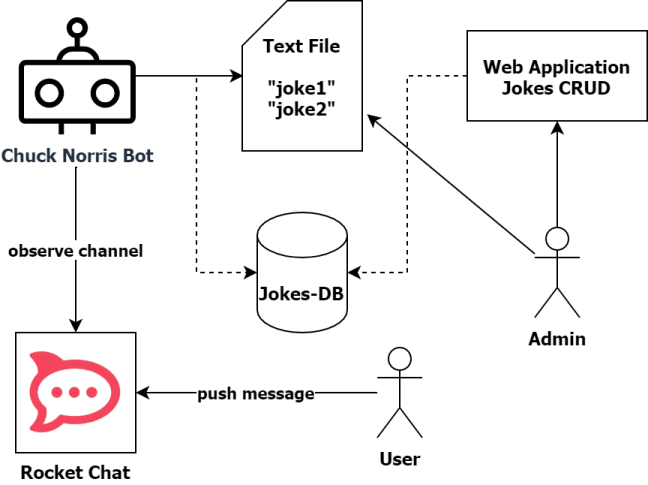 Text File
"joke1"
"joke2"
Web Application
Jokes CRUD
Chuck Norris Bot
observe channel
Jokes-DB
Admin
push message
User
Rocket Chat